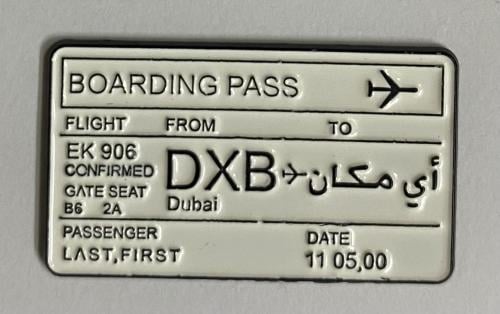 BOARDING PASS
FLIGHT FROM TO
EK 906
CONFIRMED
GATE SEAT
B6 2A
DXB أي مكان
Dubai
PASSENGER DATE
LAST,FIRST 11 05,00